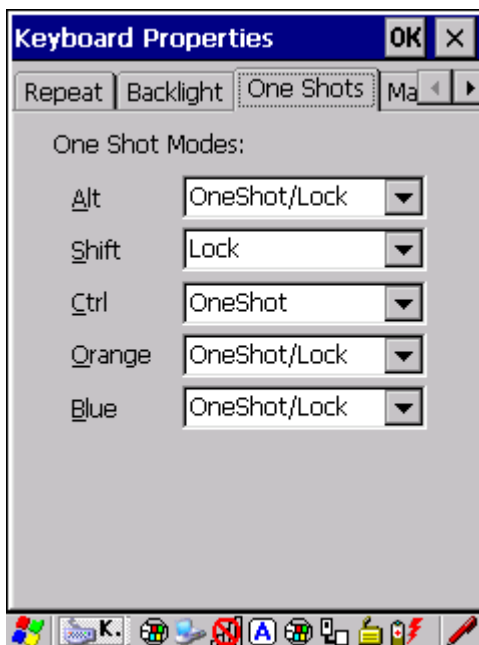 Keyboard Properties OK ×
Repeat Backlight One Shots Ma
One Shot Modes:
Alt OneShot/Lock
Shift Lock
Ctrl OneShot
Orange OneShot/Lock
Blue OneShot/Lock
K. A